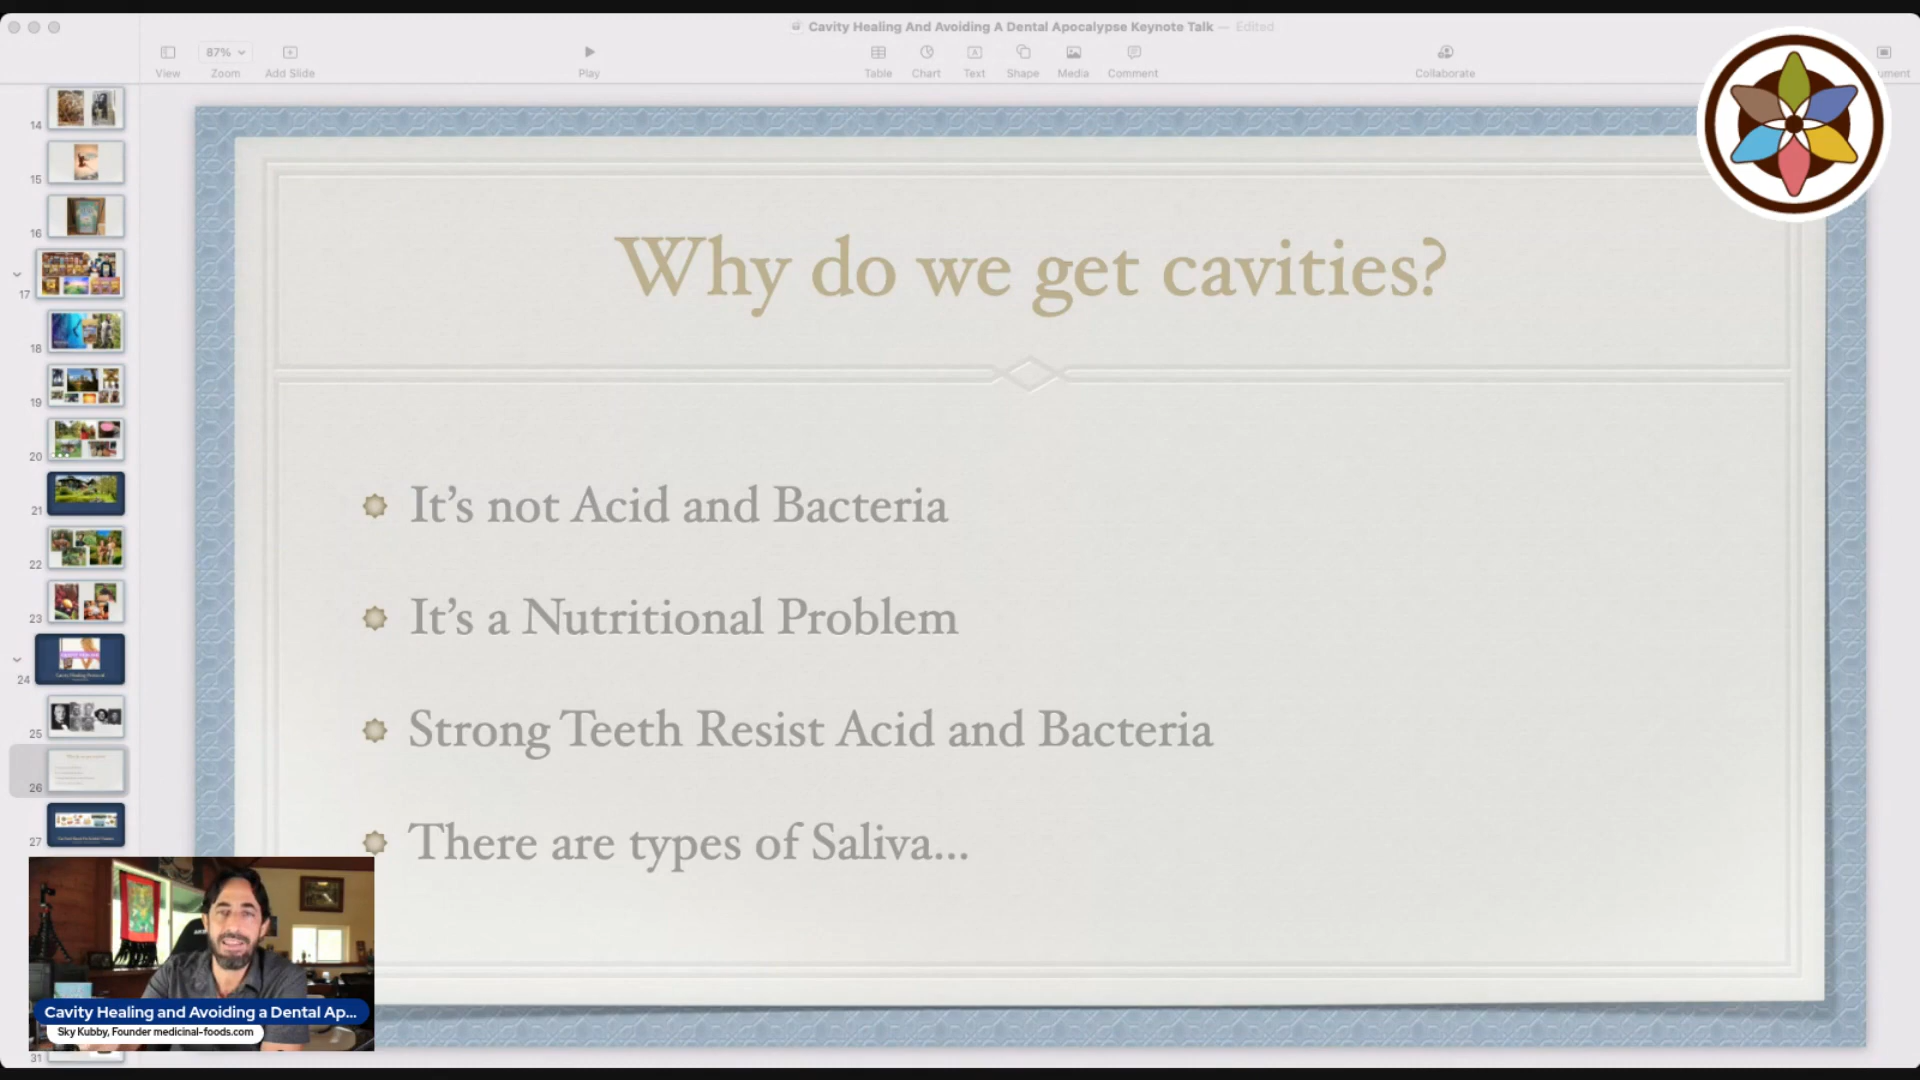 Cavity Healing And Avoiding A Dental Apocalypse Keynote Talk — Edited
87%
View
Zoom
Add Slide
Play
Table
Chart
Text
Shape
Media
Comment
Collaborate
ument
14
15
16
17
18
19
20
21
22
23
24
25
26
27
31
Why do we get cavities?
It's not Acid and Bacteria
It's a Nutritional Problem
Strong Teeth Resist Acid and Bacteria
There are types of Saliva...
Cavity Healing and Avoiding a Dental Ap...
Sky Kubby, Founder medicinal-foods.com